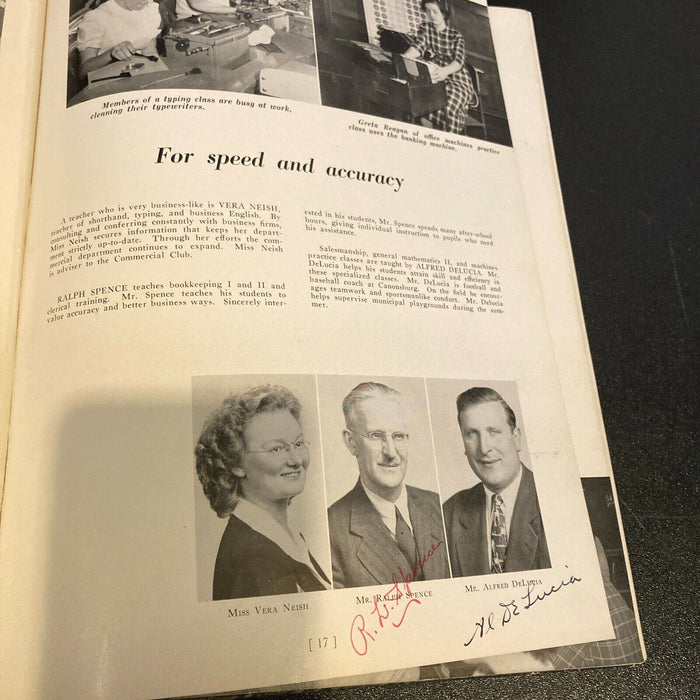 Members of a typing class are busy at work,
cleaning their typewriters.
Greta Reagan of office machines practice
class uses the banking machine.
For speed and accuracy
A teacher who is very business-like is VERA NEISH,
teacher of shorthand, typing, and business English. By
consulting and conferring constantly with business firms,
Miss Neish secures information that keeps her depart-
ment strictly up-to-date. Through her efforts the com-
mercial department continues to expand. Miss Neish
is adviser to the Commercial Club.
RALPH SPENCE teaches bookkeeping I and II and
clerical training. Mr. Spence teaches his students to
value accuracy and better business ways. Sincerely inter-
ested in his students, Mr. Spence spends many after-school
hours, giving individual instruction to pupils who need
his assistance.
Salesmanship, general mathematics II, and machines
practice classes are taught by ALFRED DELUCIA. Mr.
DeLucia helps his students attain skill and efficiency in
these specialized classes. Mr. DeLucia is football and
baseball coach at Canonsburg. On the field he encour-
ages teamwork and sportsmanlike conduct. Mr. Delucia
helps supervise municipal playgrounds during the sum-
mer.
MISS VERA NEISH
MR. RALPH SPENCE
MR. ALFRED DELUCIA
R. D. Spence
Al DeLucia
[ 17 ]